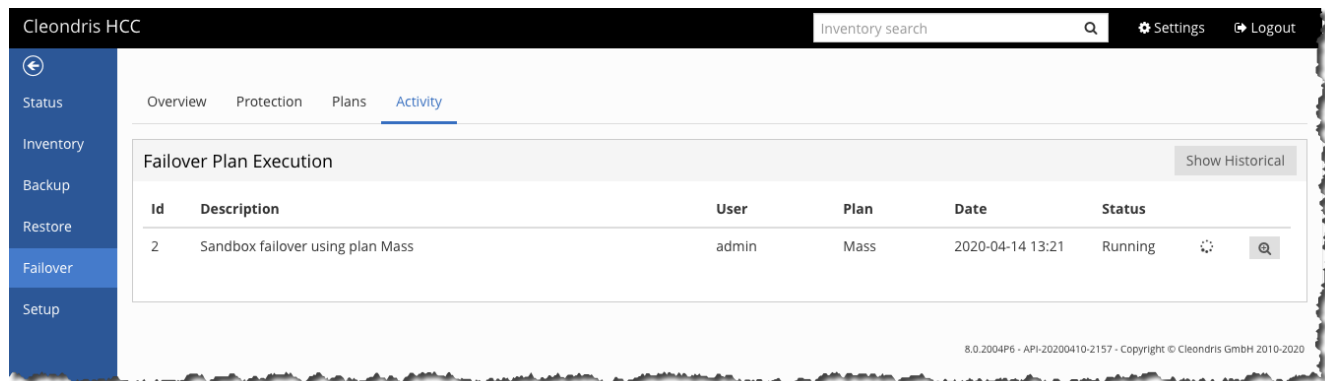 Cleondris HCC
Inventory search
Settings
Logout
Status
Inventory
Backup
Restore
Failover
Setup
Overview Protection Plans Activity
Failover Plan Execution
Show Historical
Id Description User Plan Date Status
2 Sandbox failover using plan Mass admin Mass 2020-04-14 13:21 Running
8.0.2004P6 - API-20200410-2157 - Copyright © Cleondris GmbH 2010-2020